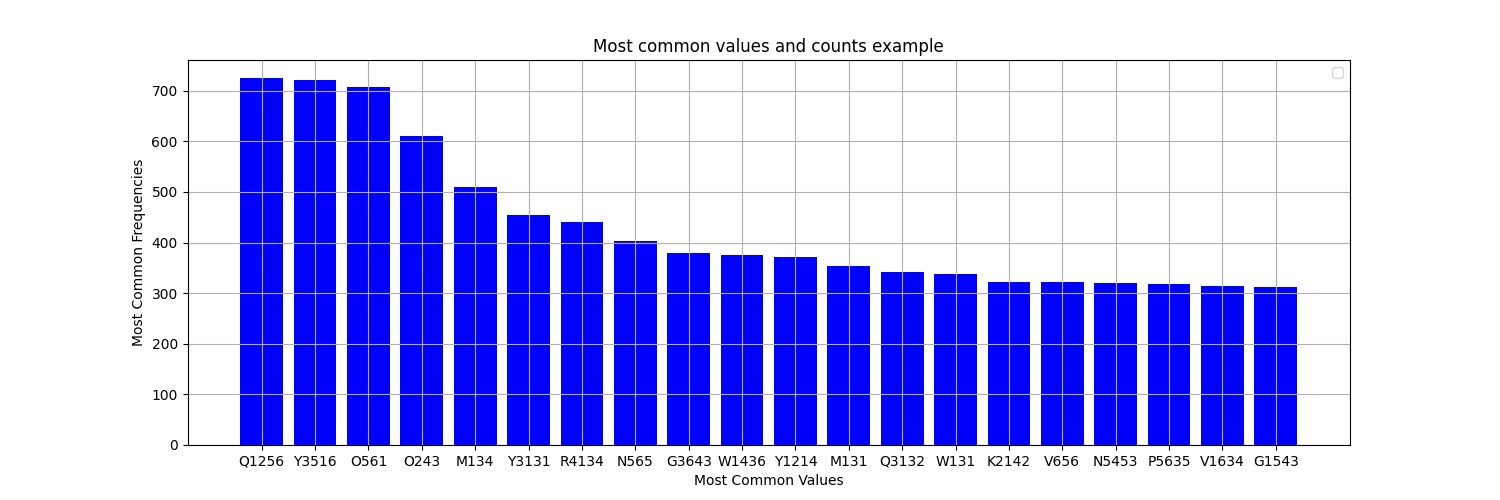 Most common values and counts example
Most Common Frequencies
700
600
500
400
300
200
100
0
Q1256 Y3516 O561 O243 M134 Y3131 R4134 N565 G3643 W1436 Y1214 M131 Q3132 W131 K2142 V656 N5453 P5635 V1634 G1543
Most Common Values